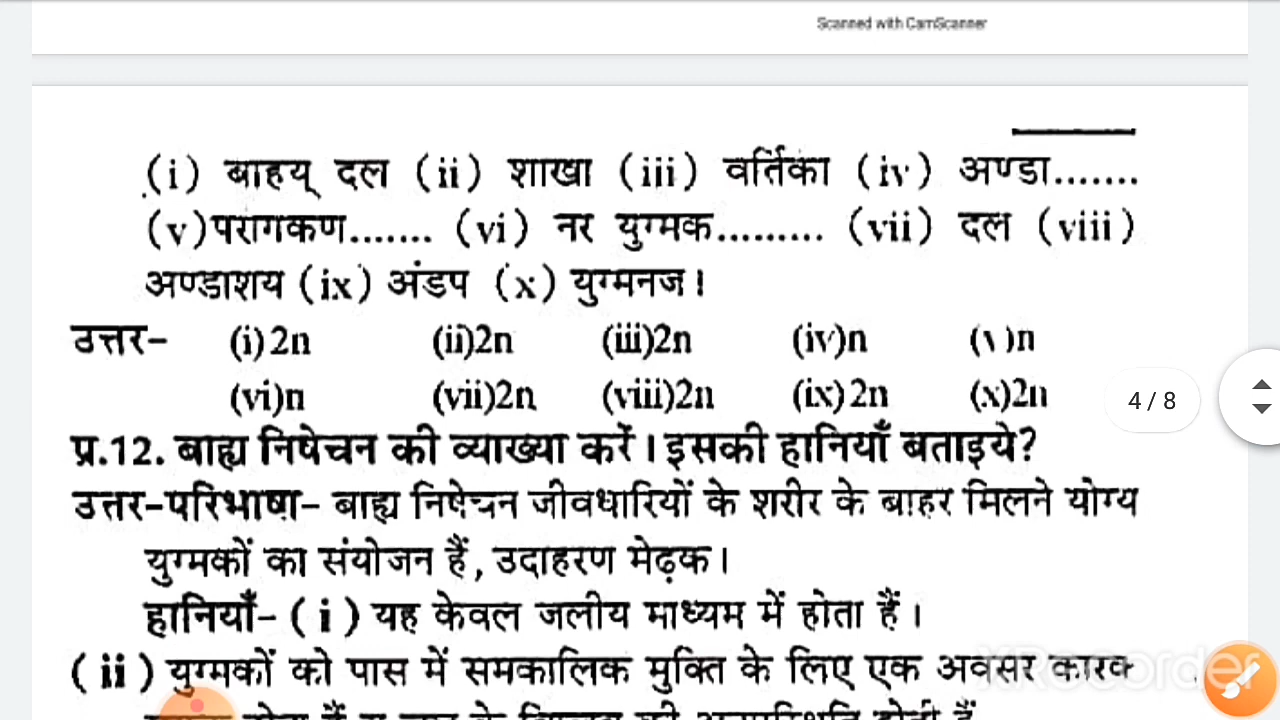 Scanned with CamScanner
(i) बाहय् दल (ii) शाखा (iii) वर्तिका (iv) अण्डा.......
(v)परागकण....... (vi) नर युग्मक......... (vii) दल (viii)
अण्डाशय (ix) अंडप (x) युग्मनज।
उत्तर- (i) 2n (ii)2n (iii)2n (iv)n (v)n
(vi)n (vii)2n (viii)2n (ix) 2n (x)2n
4 / 8
प्र.12. बाह्य निषेचन की व्याख्या करें। इसकी हानियाँ बताइये?
उत्तर-परिभाषा- बाह्य निषेचन जीवधारियों के शरीर के बाहर मिलने योग्य
युग्मकों का संयोजन हैं, उदाहरण मेढ़क।
हानियाँ- ( i ) यह केवल जलीय माध्यम में होता हैं।
( ii ) युग्मकों को पास में समकालिक मुक्ति के लिए एक अवसर कारक
XRecorder